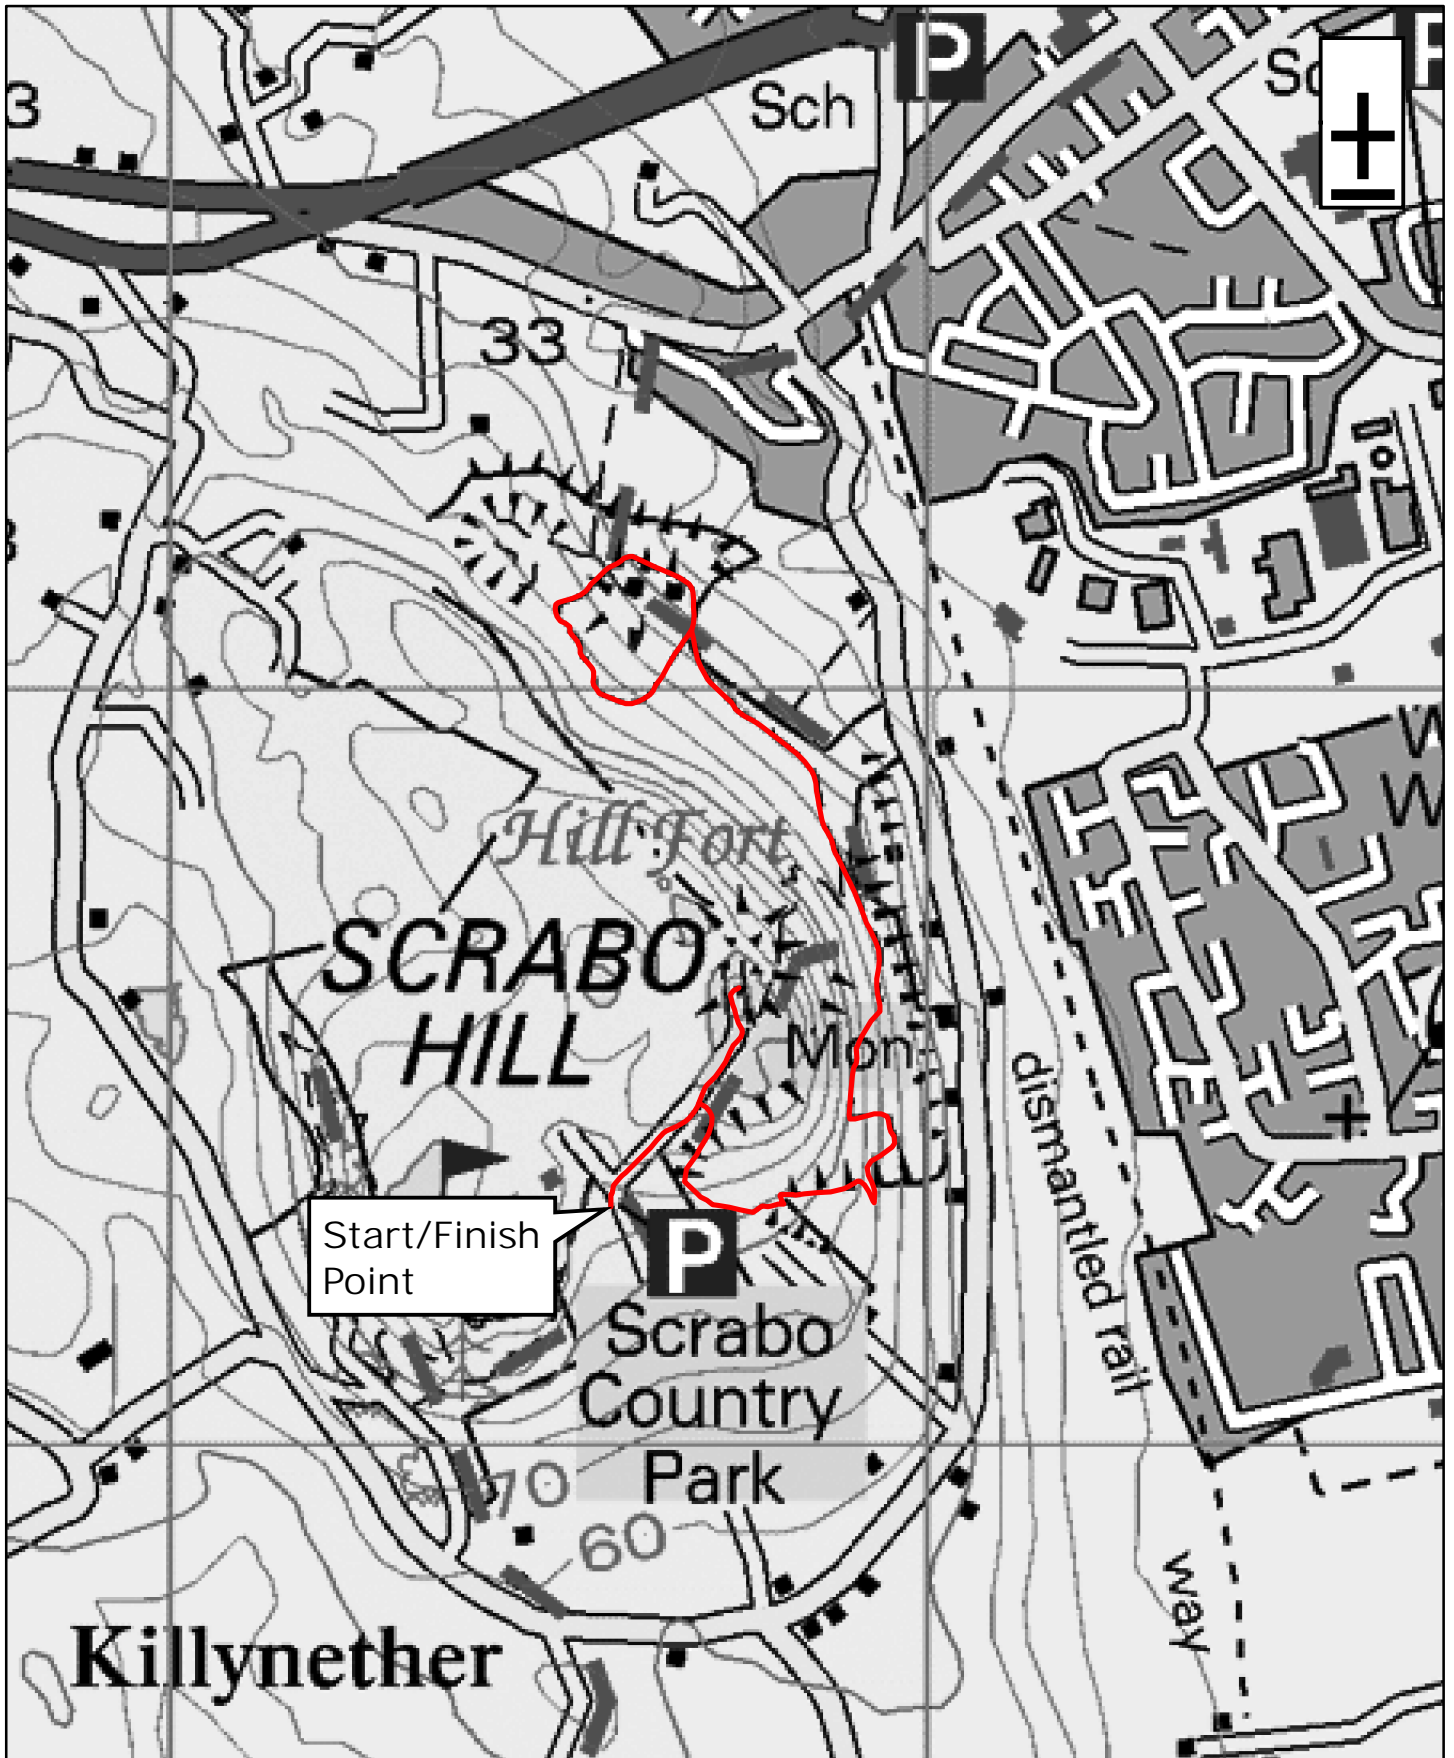 P
Sch
33
Hill Fort
SCRABO
HILL
Mon
dismantled rail
way
Start/Finish
Point
P
Scrabo
Country
Park
70
60
Killynether